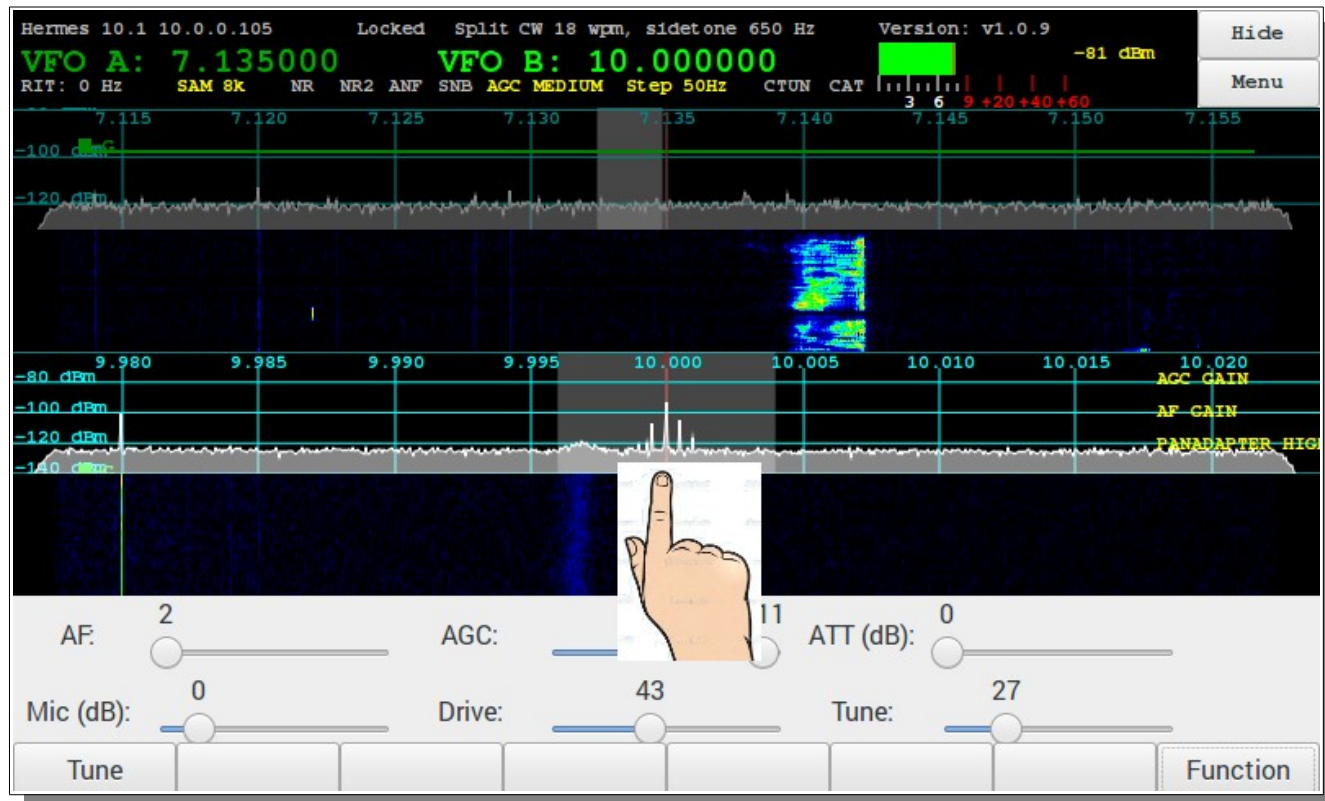 Hermes 10.1 10.0.0.105 Locked Split CW 18 wpm, sidetone 650 Hz Version: v1.0.9 Hide
VFO A: 7.135000 VFO B: 10.000000 -81 dBm
RIT: 0 Hz SAM 8k NR NR2 ANF SNB AGC MEDIUM Step 50Hz CTUN CAT Menu
3 6 9 +20 +40 +60
7.115 7.120 7.125 7.130 7.135 7.140 7.145 7.150 7.155
-100 dBm G
-120 dBm
9.980 9.985 9.990 9.995 10.000 10.005 10.010 10.015 10.020
-80 dBm AGC GAIN
-100 dBm AF GAIN
-120 dBm PANADAPTER HIG
-140 dBm
2 11 0
AF: AGC: ATT (dB):
0 43 27
Mic (dB): Drive: Tune:
Tune Function